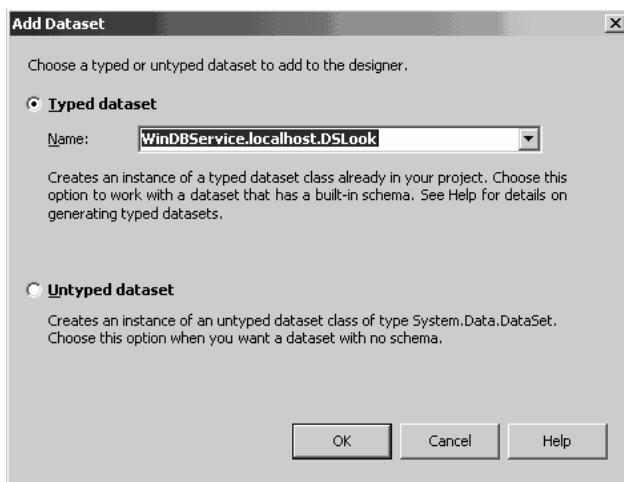 Add Dataset
Choose a typed or untyped dataset to add to the designer.
Typed dataset
Name: WinDBService.localhost.DSLook
Creates an instance of a typed dataset class already in your project. Choose this
option to work with a dataset that has a built-in schema. See Help for details on
generating typed datasets.
Untyped dataset
Creates an instance of an untyped dataset class of type System.Data.DataSet.
Choose this option when you want a dataset with no schema.
OK Cancel Help